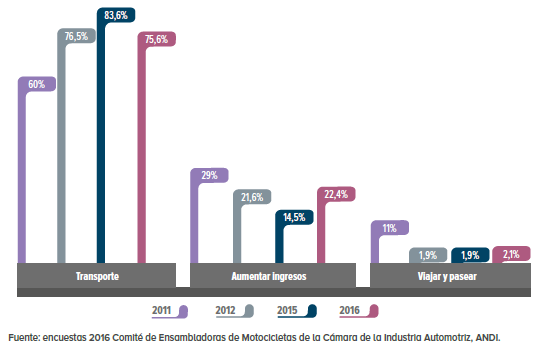 60%
76,5%
83,6%
75,6%
29%
21,6%
14,5%
22,4%
11%
1,9%
1,9%
2,1%
Transporte
Aumentar ingresos
Viajar y pasear
2011 2012 2015 2016
Fuente: encuestas 2016 Comité de Ensambladoras de Motocicletas de la Cámara de la Industria Automotriz, ANDI.